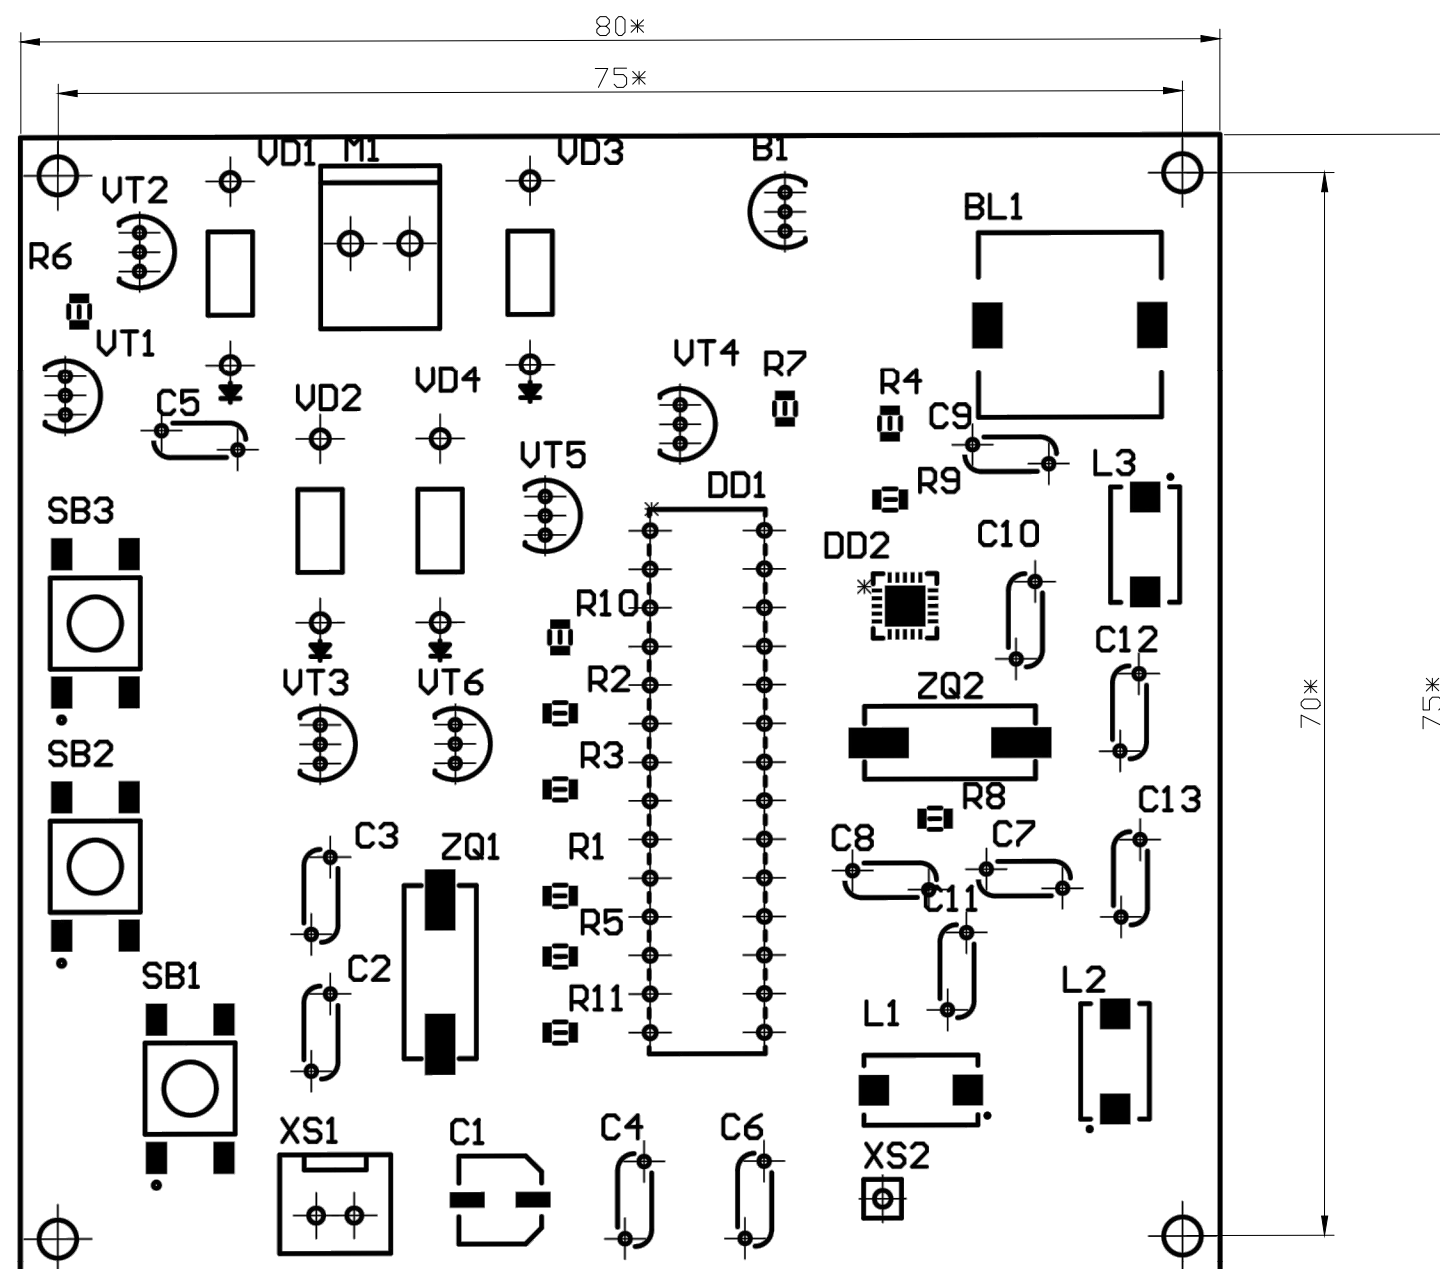 80*
75*
VD1
M1
VD3
B1
VT2
BL1
R6
VT1
VT4
R7
VD4
R4
VD2
C5
C9
VT5
L3
R9
DD1
SB3
C10
DD2
R10
C12
R2
VT3
VT6
ZQ2
70*
75*
SB2
R3
R8
C13
C3
ZQ1
R1
C8
C7
C11
R5
C2
SB1
L2
R11
L1
XS1
C1
C4
C6
XS2